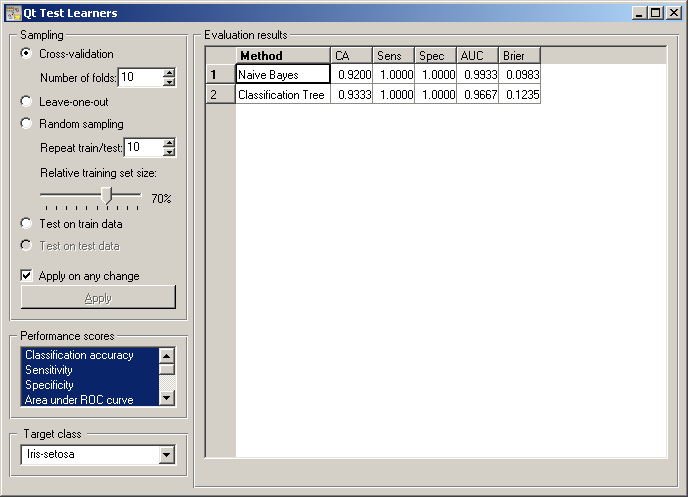 Qt Test Learners
Sampling
Cross-validation
Number of folds: 10
Leave-one-out
Random sampling
Repeat train/test: 10
Relative training set size:
70%
Test on train data
Test on test data
Apply on any change
Apply
Performance scores
Classification accuracy
Sensitivity
Specificity
Area under ROC curve
Target class
Iris-setosa
Evaluation results
Method CA Sens Spec AUC Brier
1 Naive Bayes 0.9200 1.0000 1.0000 0.9933 0.0983
2 Classification Tree 0.9333 1.0000 1.0000 0.9667 0.1235